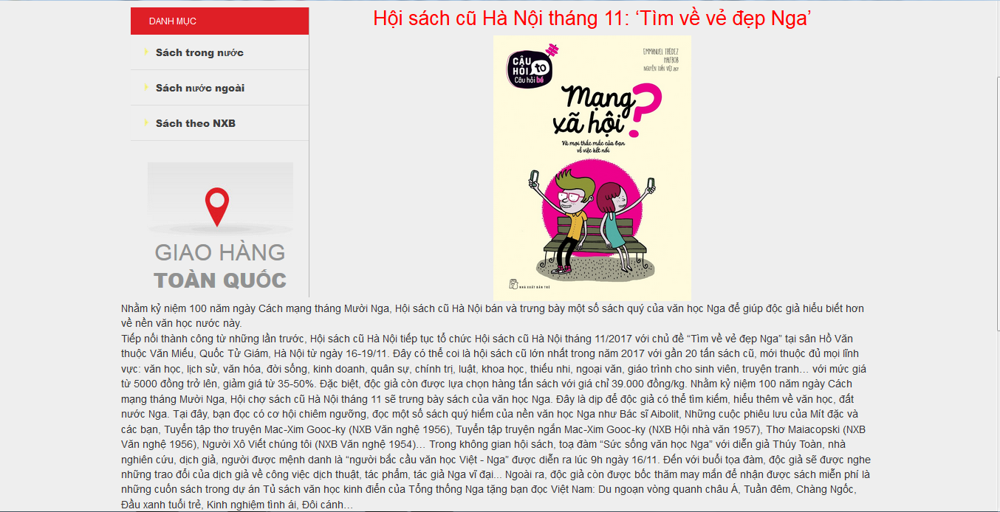 DANH MỤC
Sách trong nước
Sách nước ngoài
Sách theo NXB
GIAO HÀNG
TOÀN QUỐC
Hội sách cũ Hà Nội tháng 11: ‘Tìm về vẻ đẹp Nga’
CÂU
HỎI to
Câu hỏi bé
EMMANUEL TRÉDEZ
HALFBOB
NGUYỄN TUẤN VIỆT dịch
Mạng
xã hội?
Và mọi thắc mắc của bạn
về việc kết nối
NHÀ XUẤT BẢN TRẺ
Nhằm kỷ niệm 100 năm ngày Cách mạng tháng Mười Nga, Hội sách cũ Hà Nội bán và trưng bày một số sách quý của văn học Nga để giúp độc giả hiểu biết hơn
về nền văn học nước này.
Tiếp nối thành công từ những lần trước, Hội sách cũ Hà Nội tiếp tục tổ chức Hội sách cũ Hà Nội tháng 11/2017 với chủ đề “Tìm về vẻ đẹp Nga” tại sân Hồ Văn
thuộc Văn Miếu, Quốc Tử Giám, Hà Nội từ ngày 16-19/11. Đây có thể coi là hội sách cũ lớn nhất trong năm 2017 với gần 20 tấn sách cũ, mới thuộc đủ mọi lĩnh
vực: văn học, lịch sử, văn hóa, đời sống, kinh doanh, quân sự, chính trị, luật, khoa học, thiếu nhi, ngoại văn, giáo trình cho sinh viên, truyện tranh… với mức giá
từ 5000 đồng trở lên, giảm giá từ 35-50%. Đặc biệt, độc giả còn được lựa chọn hàng tấn sách với giá chỉ 39.000 đồng/kg. Nhằm kỷ niệm 100 năm ngày Cách
mạng tháng Mười Nga, Hội chợ sách cũ Hà Nội tháng 11 sẽ trưng bày sách của văn học Nga. Đây là dịp để độc giả có thể tìm kiếm, hiểu thêm về văn học, đất
nước Nga. Tại đây, bạn đọc có cơ hội chiêm ngưỡng, đọc một số sách quý hiếm của nền văn học Nga như Bác sĩ Aibolit, Những cuộc phiêu lưu của Mít đặc và
các bạn, Tuyển tập thơ truyện Mac-Xim Gooc-ky (NXB Văn nghệ 1956), Tuyển tập truyện ngắn Mac-Xim Gooc-ky (NXB Hội nhà văn 1957), Thơ Maiacopski (NXB
Văn nghệ 1956), Người Xô Viết chúng tôi (NXB Văn nghệ 1954)… Trong không gian hội sách, toạ đàm “Sức sống văn học Nga” với diễn giả Thúy Toàn, nhà
nghiên cứu, dịch giả, người được mệnh danh là “người bắc cầu văn học Việt - Nga” được diễn ra lúc 9h ngày 16/11. Đến với buổi tọa đàm, độc giả sẽ được nghe
những trao đổi của dịch giả về công việc dịch thuật, tác phẩm, tác giả Nga vĩ đại... Ngoài ra, độc giả còn được bốc thăm may mắn để nhận được sách miễn phí là
những cuốn sách trong dự án Tủ sách văn học kinh điển của Tổng thống Nga tặng bạn đọc Việt Nam: Du ngoạn vòng quanh châu Á, Tuần đêm, Chàng Ngốc,
Đầu xanh tuổi trẻ, Kinh nghiệm tình ái, Đôi cánh…